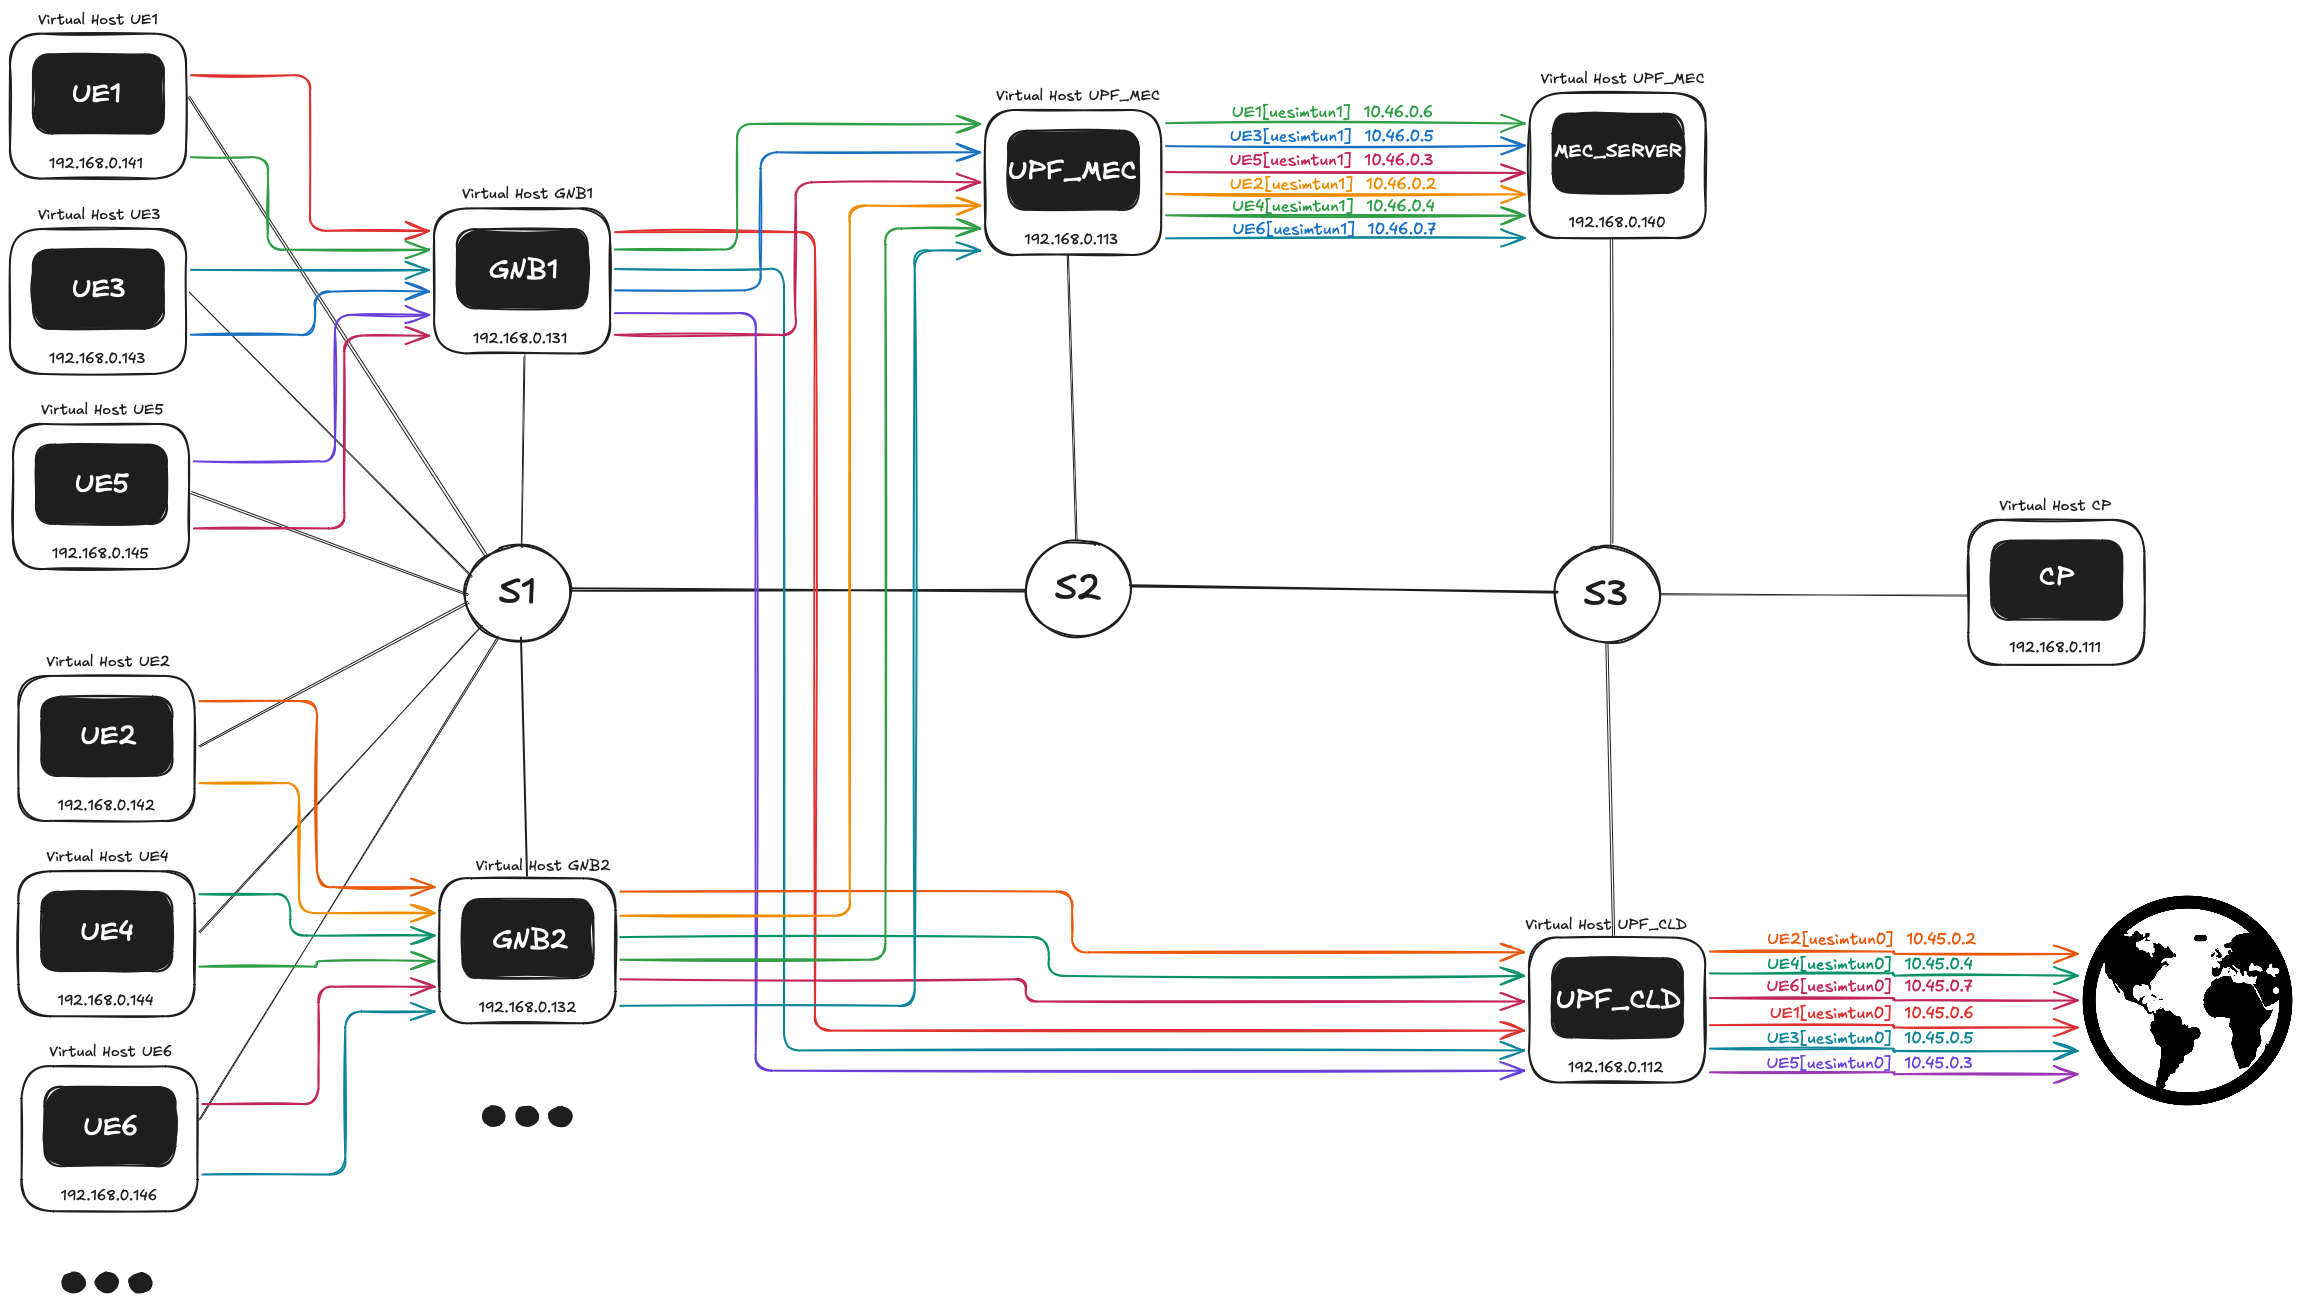 Virtual Host UE1
UE1
192.168.0.141
Virtual Host UE3
UE3
192.168.0.143
Virtual Host UE5
UE5
192.168.0.145
Virtual Host UE2
UE2
192.168.0.142
Virtual Host UE4
UE4
192.168.0.144
Virtual Host UE6
UE6
192.168.0.146
Virtual Host GNB1
GNB1
192.168.0.131
S1
Virtual Host GNB2
GNB2
192.168.0.132
Virtual Host UPF_MEC
UPF_MEC
192.168.0.113
S2
UE1[uesimtun1] 10.46.0.6
UE3[uesimtun1] 10.46.0.5
UE5[uesimtun1] 10.46.0.3
UE2[uesimtun1] 10.46.0.2
UE4[uesimtun1] 10.46.0.4
UE6[uesimtun1] 10.46.0.7
Virtual Host UPF_MEC
MEC_SERVER
192.168.0.140
S3
Virtual Host CP
CP
192.168.0.111
Virtual Host UPF_CLD
UPF_CLD
192.168.0.112
UE2[uesimtun0] 10.45.0.2
UE4[uesimtun0] 10.45.0.4
UE6[uesimtun0] 10.45.0.7
UE1[uesimtun0] 10.45.0.6
UE3[uesimtun0] 10.45.0.5
UE5[uesimtun0] 10.45.0.3